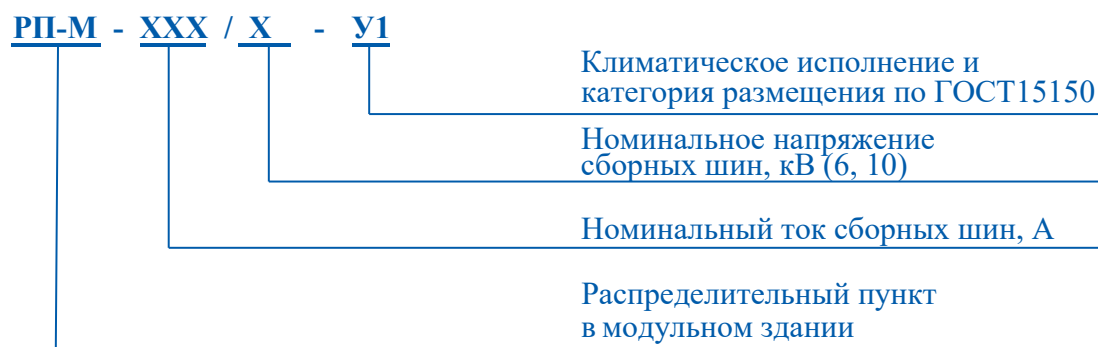 РП-М - ХХХ / Х - У1
Климатическое исполнение и
категория размещения по ГОСТ15150
Номинальное напряжение
сборных шин, кВ (6, 10)
Номинальный ток сборных шин, А
Распределительный пункт
в модульном здании